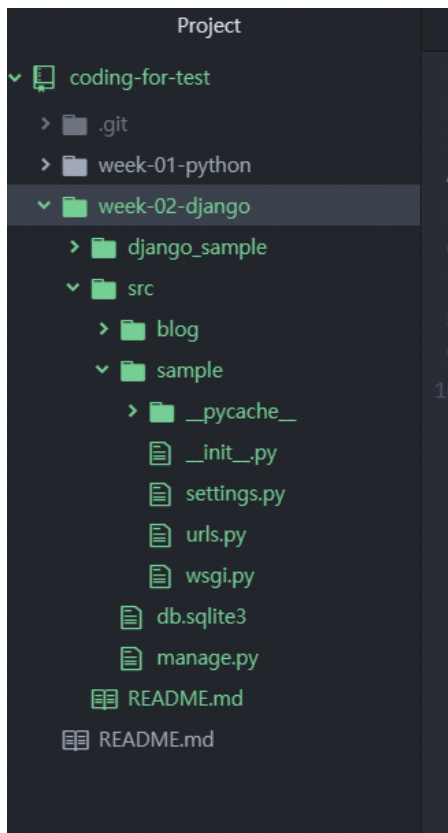 Project
coding-for-test
.git
week-01-python
week-02-django
django_sample
src
blog
sample
__pycache__
__init__.py
settings.py
urls.py
wsgi.py
db.sqlite3
manage.py
README.md
README.md